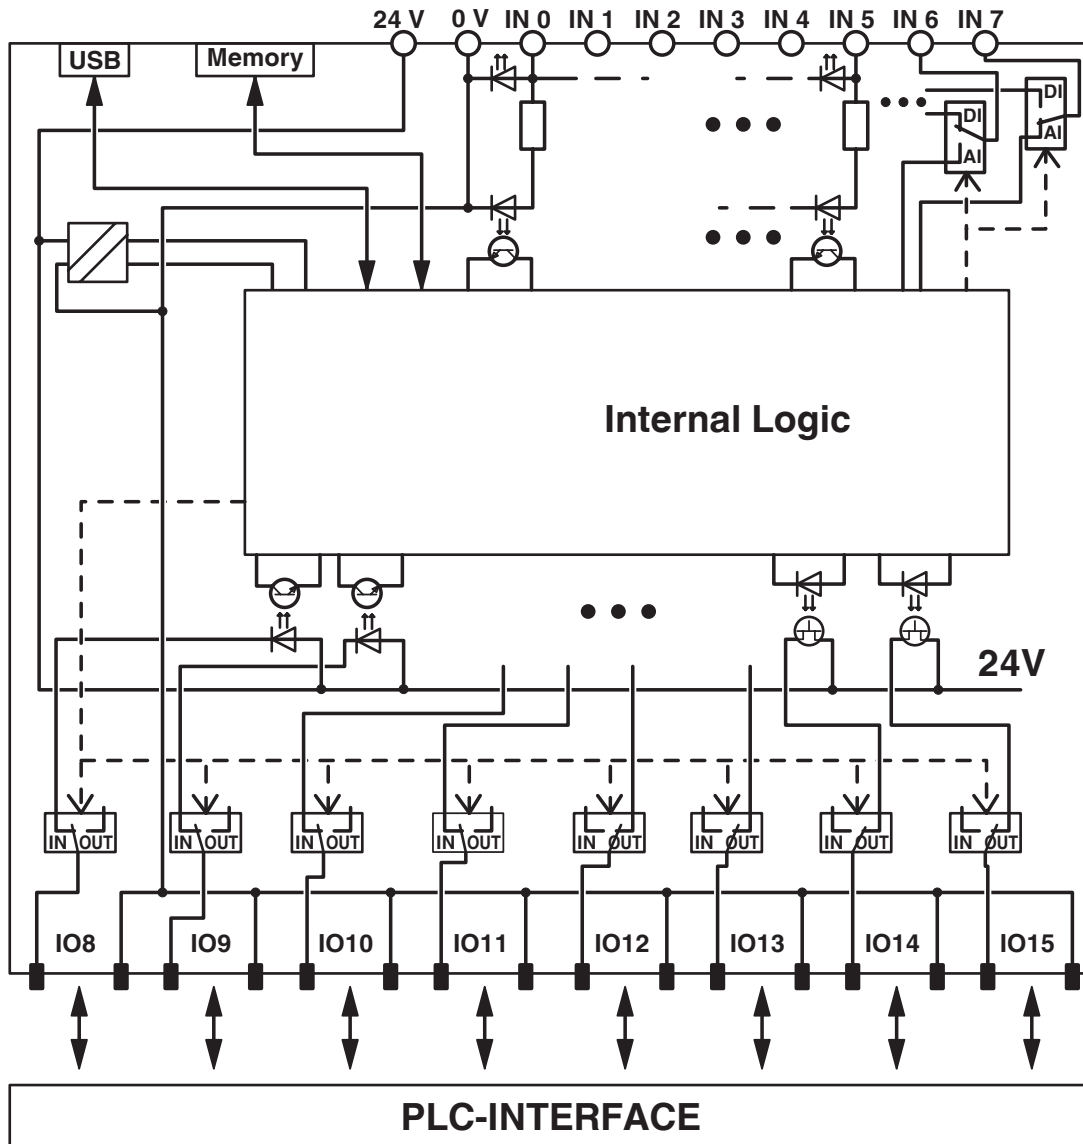 24 V 0 V IN 0 IN 1 IN 2 IN 3 IN 4 IN 5 IN 6 IN 7
USB Memory
DI
DI
AI
AI
Internal Logic
24V
IN OUT IN OUT IN OUT IN OUT IN OUT IN OUT IN OUT IN OUT
IO8 IO9 IO10 IO11 IO12 IO13 IO14 IO15
PLC-INTERFACE